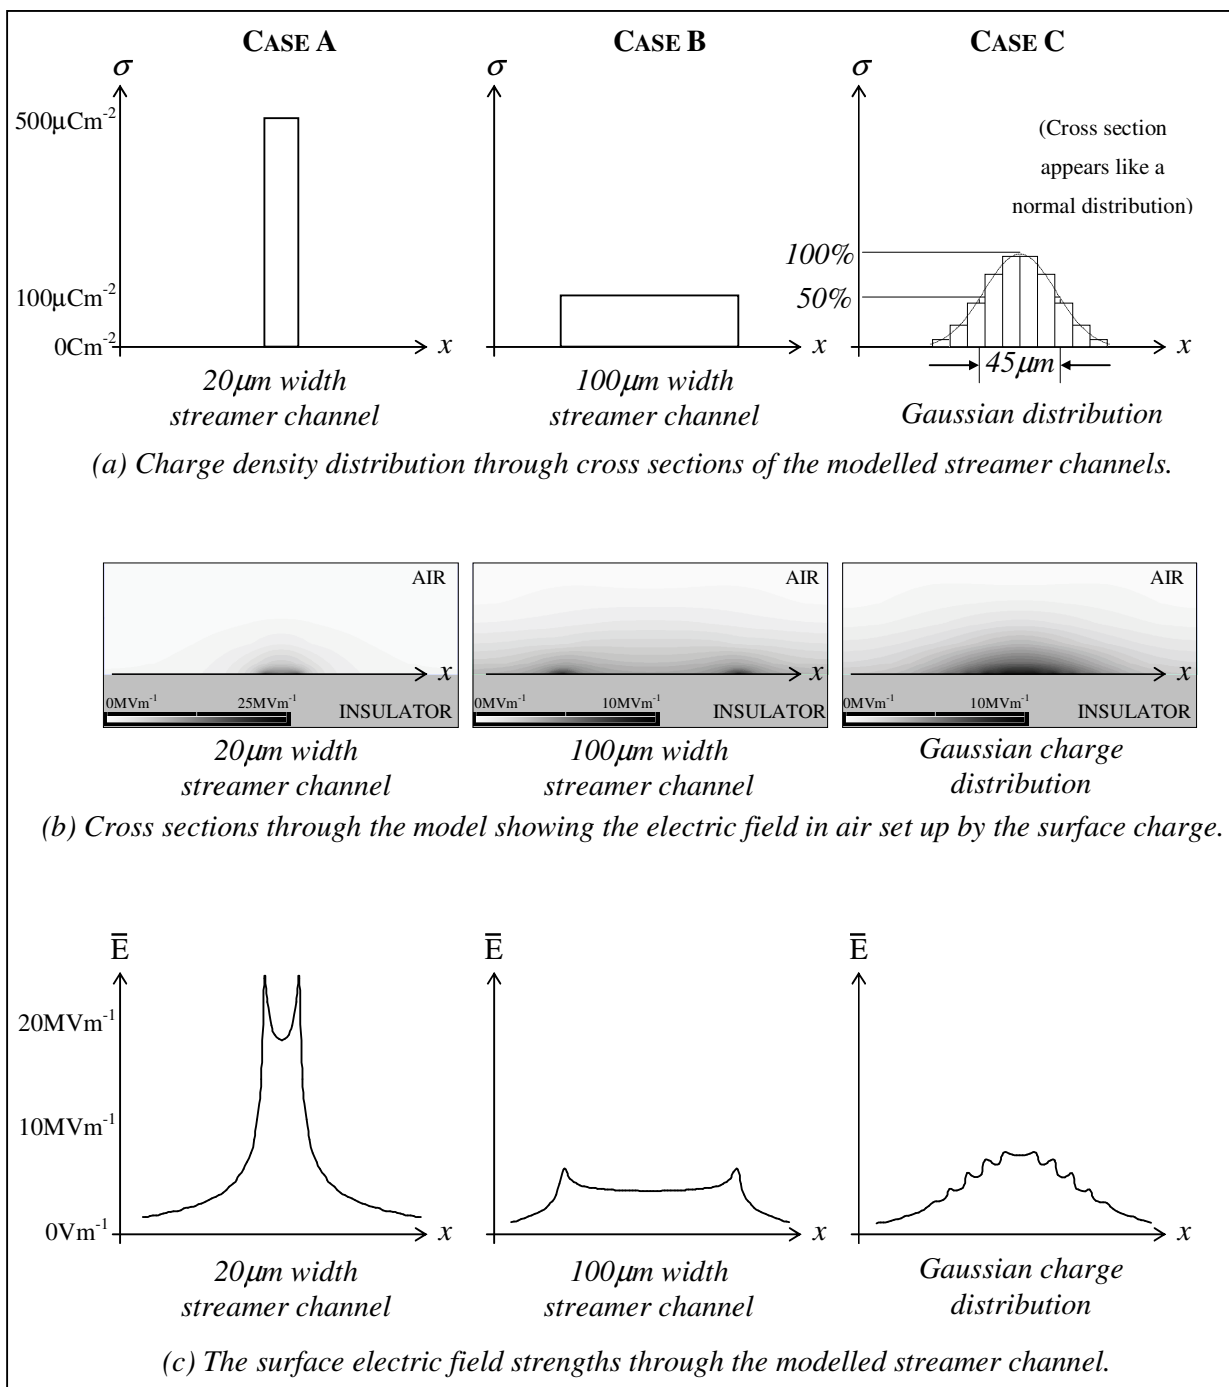 CASE A
CASE B
CASE C
σ
σ
σ
500μCm⁻²
100μCm⁻²
0Cm⁻²
(Cross section
appears like a
normal distribution)
100%
50%
45μm
x
x
x
20μm width
streamer channel
100μm width
streamer channel
Gaussian distribution
(a) Charge density distribution through cross sections of the modelled streamer channels.
AIR
AIR
AIR
x
x
x
0MVm⁻¹ 25MVm⁻¹
INSULATOR
0MVm⁻¹ 10MVm⁻¹
INSULATOR
0MVm⁻¹ 10MVm⁻¹
INSULATOR
20μm width
streamer channel
100μm width
streamer channel
Gaussian charge
distribution
(b) Cross sections through the model showing the electric field in air set up by the surface charge.
E̅
E̅
E̅
20MVm⁻¹
10MVm⁻¹
0Vm⁻¹
x
x
x
20μm width
streamer channel
100μm width
streamer channel
Gaussian charge
distribution
(c) The surface electric field strengths through the modelled streamer channel.